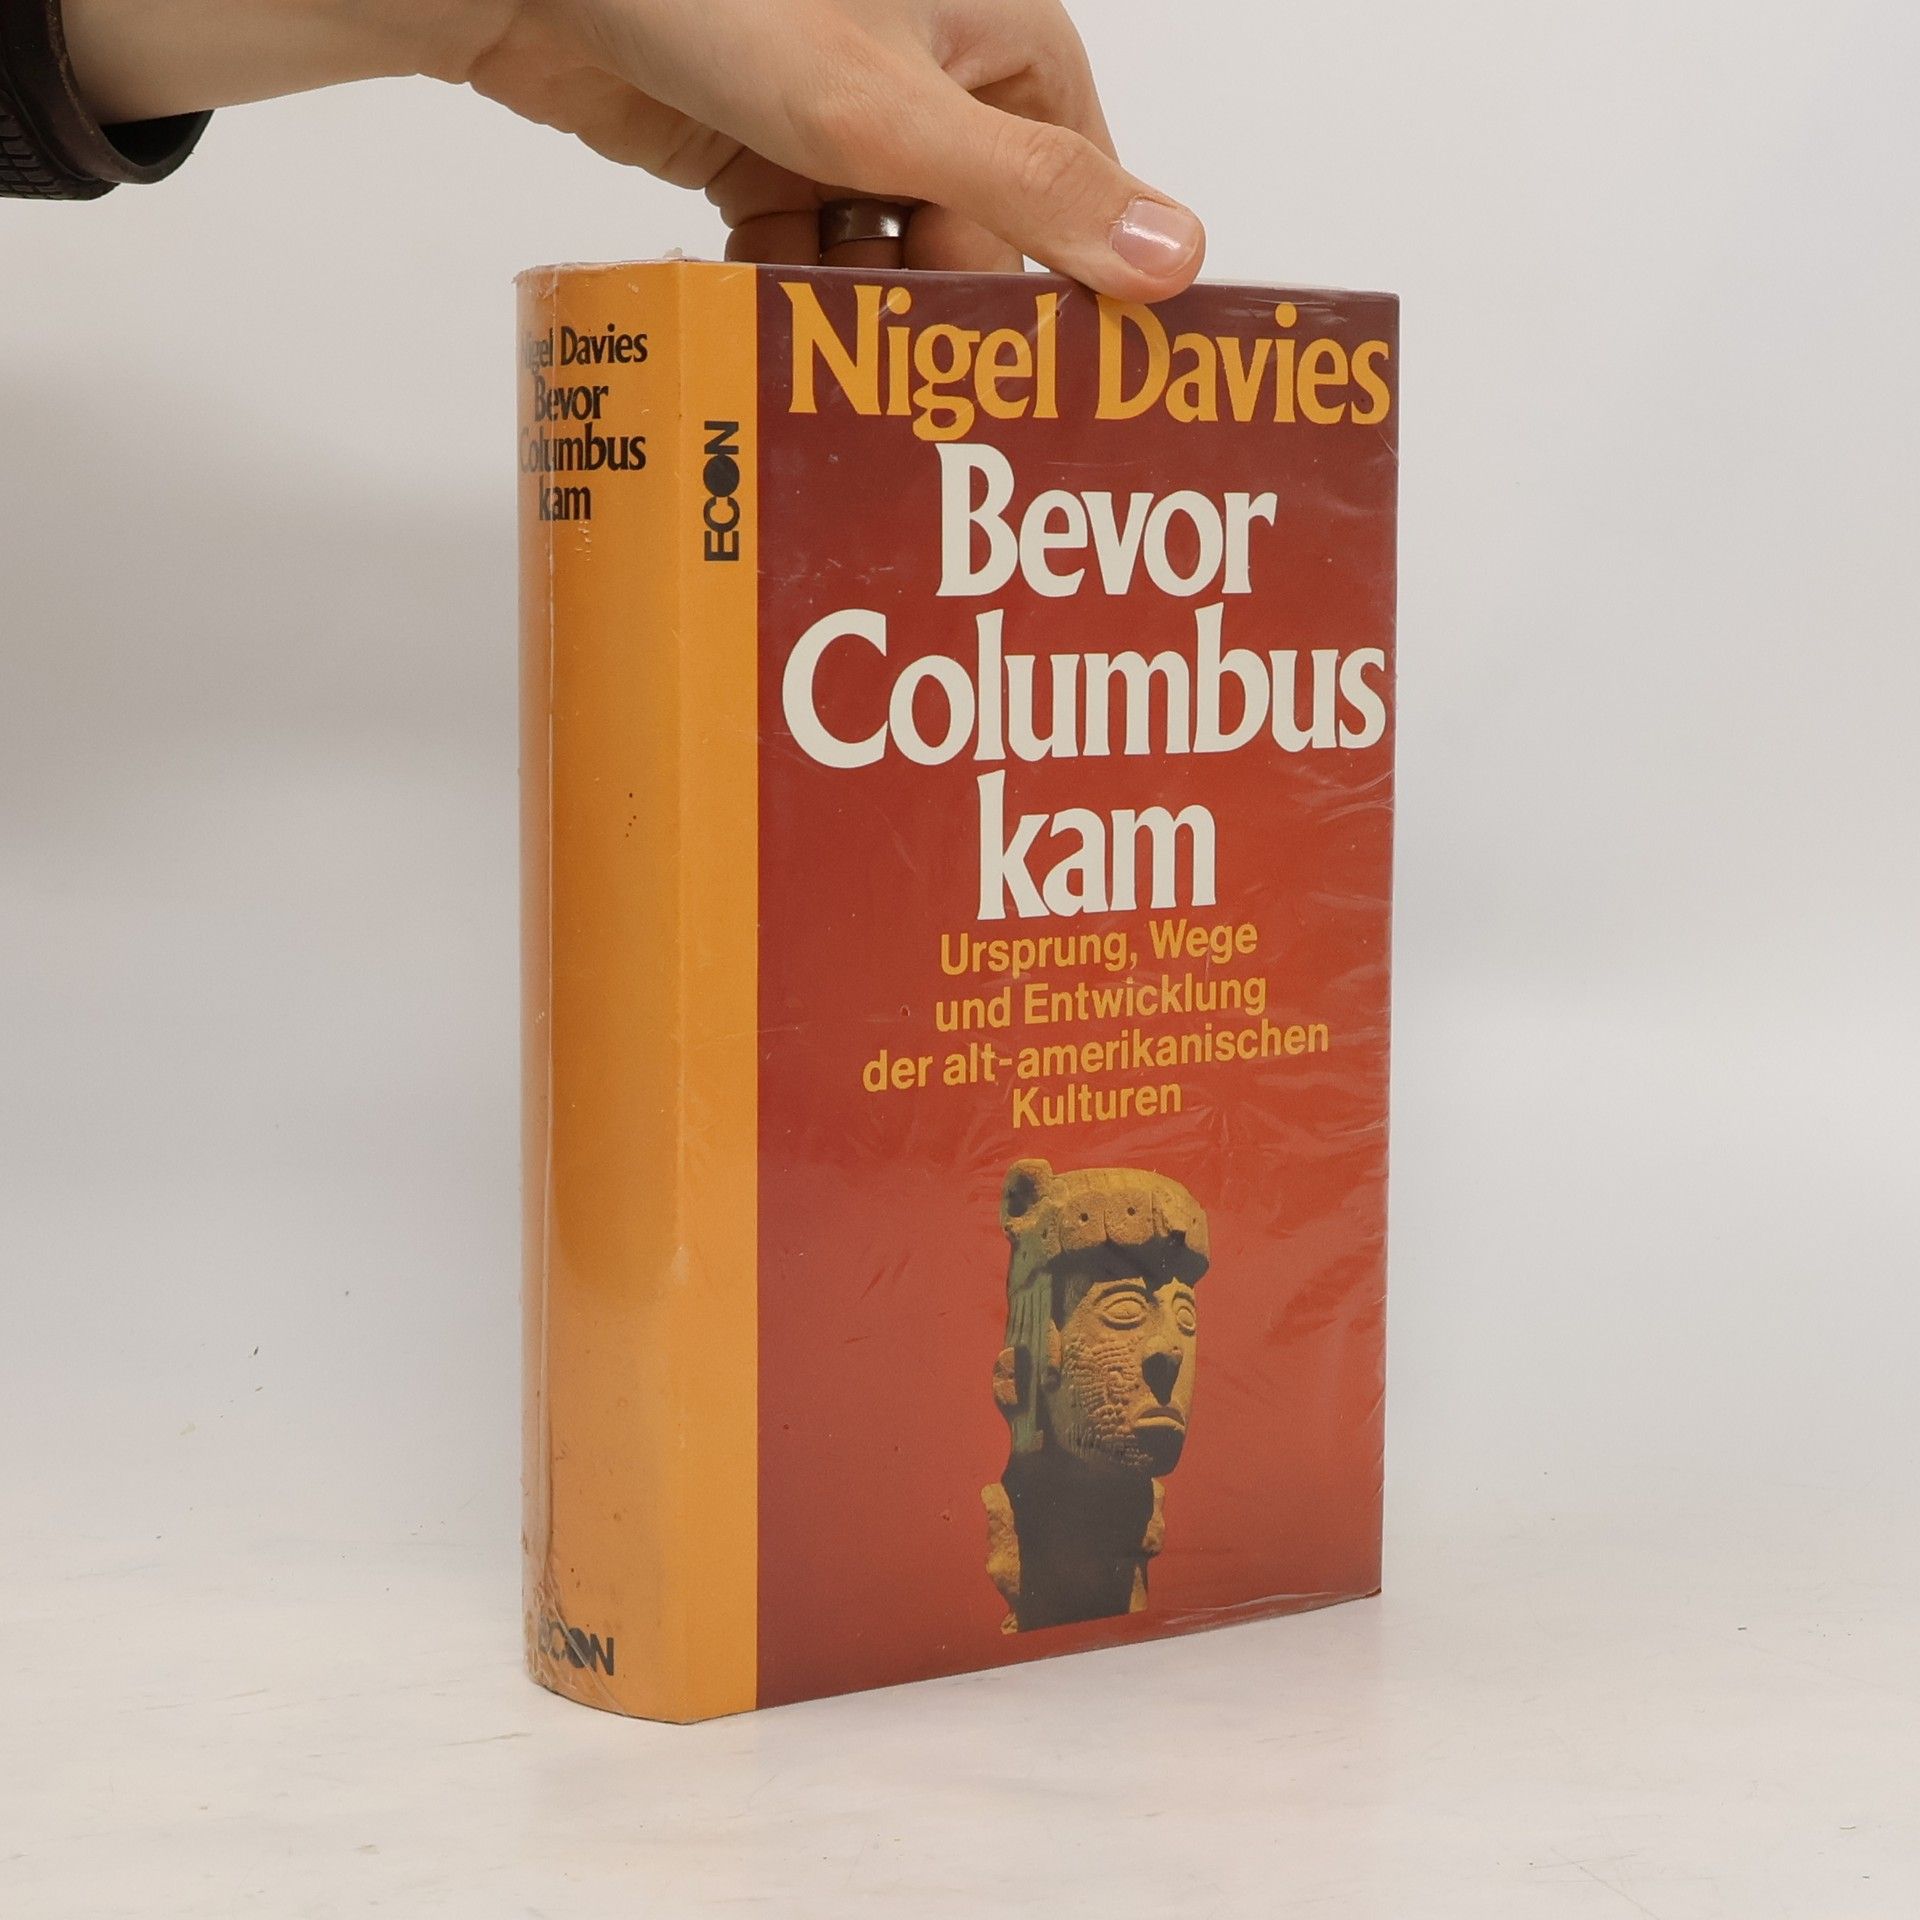 Nigel Davies
Bevor
Columbus
kam
ECON
ECON
Nigel Davies
Bevor
Columbus
kam
Ursprung, Wege
und Entwicklung
der alt-amerikanischen
Kulturen